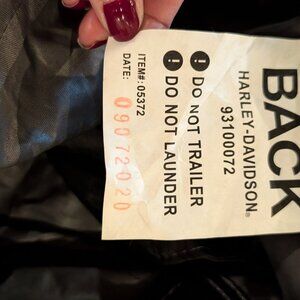 BACK
HARLEY-DAVIDSON®
93100072
! DO NOT TRAILER
! DO NOT LAUNDER
ITEM#: 05372
DATE: 09072020